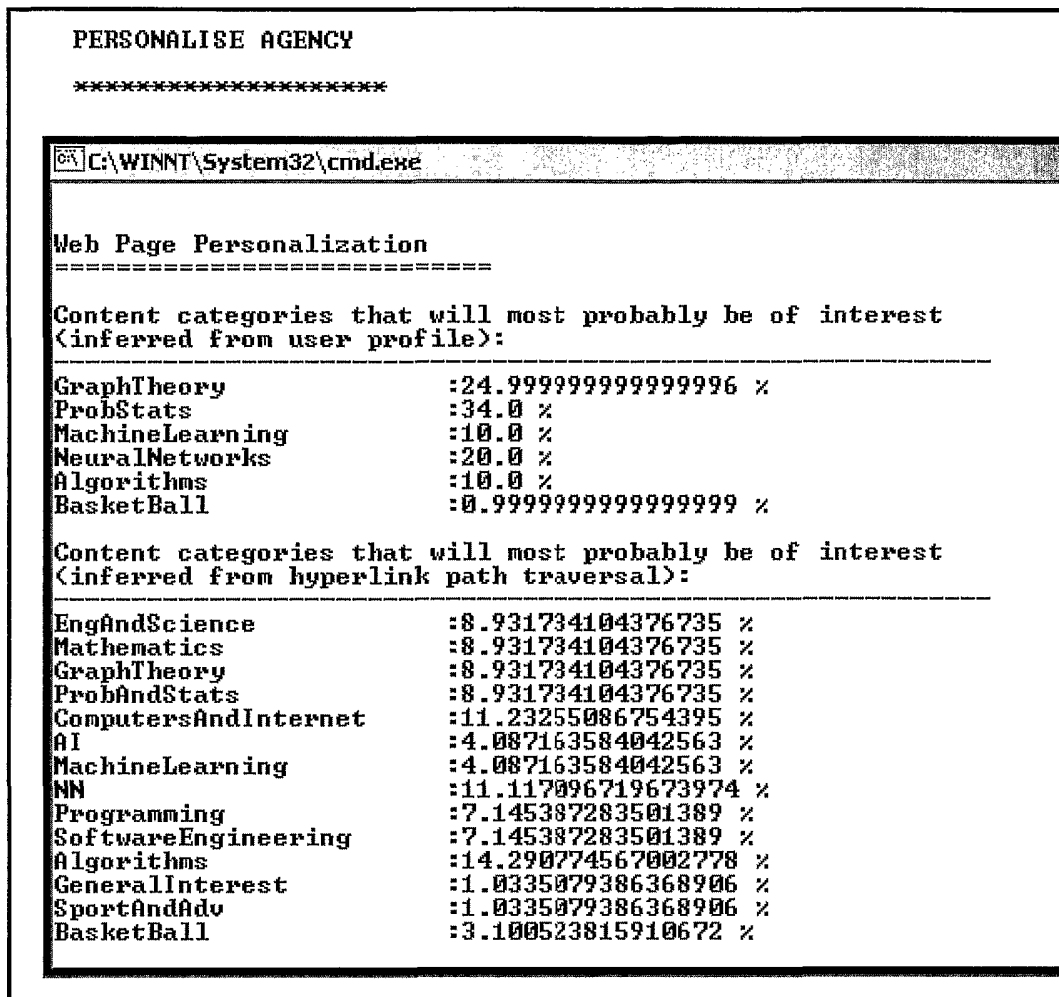 PERSONALISE AGENCY
********************
C:\WINNT\System32\cmd.exe
Web Page Personalization
============================
Content categories that will most probably be of interest
(inferred from user profile):
------------------------------------------------------------
GraphTheory :24.999999999999996 %
ProbStats :34.0 %
MachineLearning :10.0 %
NeuralNetworks :20.0 %
Algorithms :10.0 %
BasketBall :0.9999999999999999 %
Content categories that will most probably be of interest
(inferred from hyperlink path traversal):
------------------------------------------------------------
EngAndScience :8.931734104376735 %
Mathematics :8.931734104376735 %
GraphTheory :8.931734104376735 %
ProbAndStats :8.931734104376735 %
ComputersAndInternet :11.23255086754395 %
AI :4.087163584042563 %
MachineLearning :4.087163584042563 %
NN :11.117096719673974 %
Programming :7.145387283501389 %
SoftwareEngineering :7.145387283501389 %
Algorithms :14.290774567002778 %
GeneralInterest :1.0335079386368906 %
SportAndAdv :1.0335079386368906 %
BasketBall :3.100523815910672 %